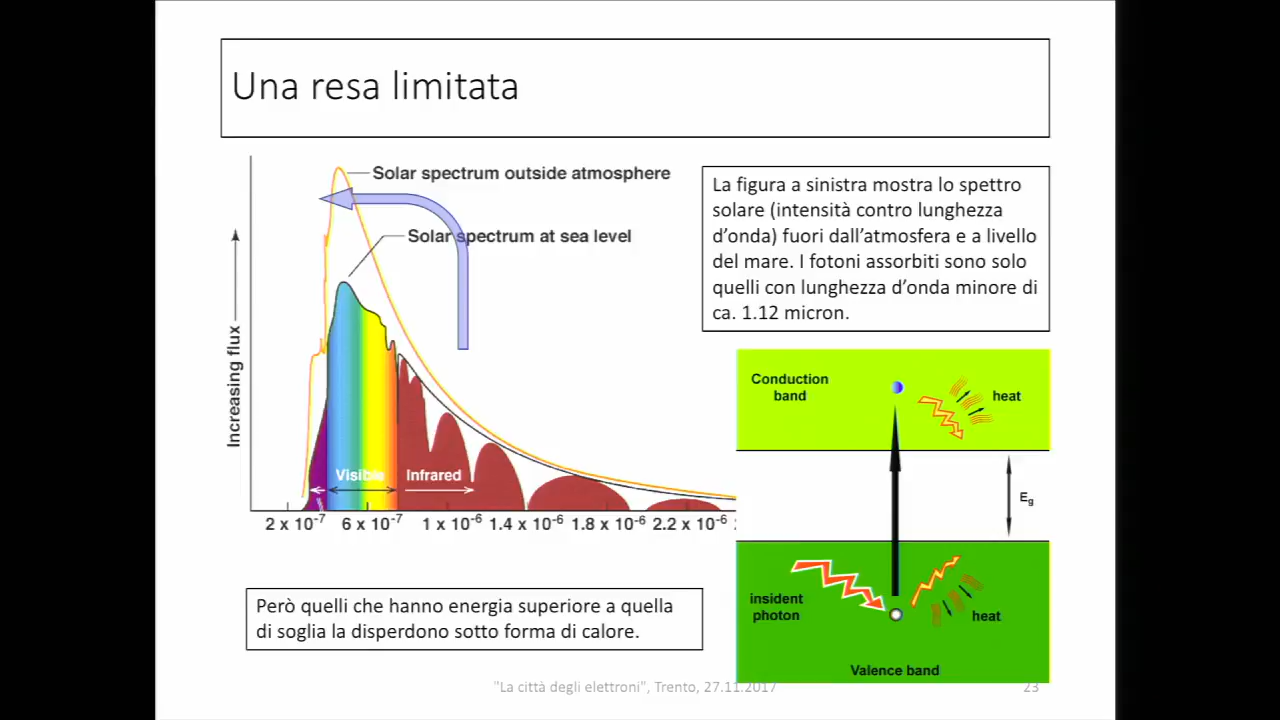 Una resa limitata
Solar spectrum outside atmosphere
Solar spectrum at sea level
Increasing flux
Visible
Infrared
2 x 10-7
6 x 10-7
1 x 10-6
1.4 x 10-6
1.8 x 10-6
2.2 x 10-6
La figura a sinistra mostra lo spettro
solare (intensità contro lunghezza
d’onda) fuori dall’atmosfera e a livello
del mare. I fotoni assorbiti sono solo
quelli con lunghezza d’onda minore di
ca. 1.12 micron.
Conduction
band
heat
Eg
insident
photon
heat
Valence band
Però quelli che hanno energia superiore a quella
di soglia la disperdono sotto forma di calore.
"La città degli elettroni", Trento, 27.11.2017
23